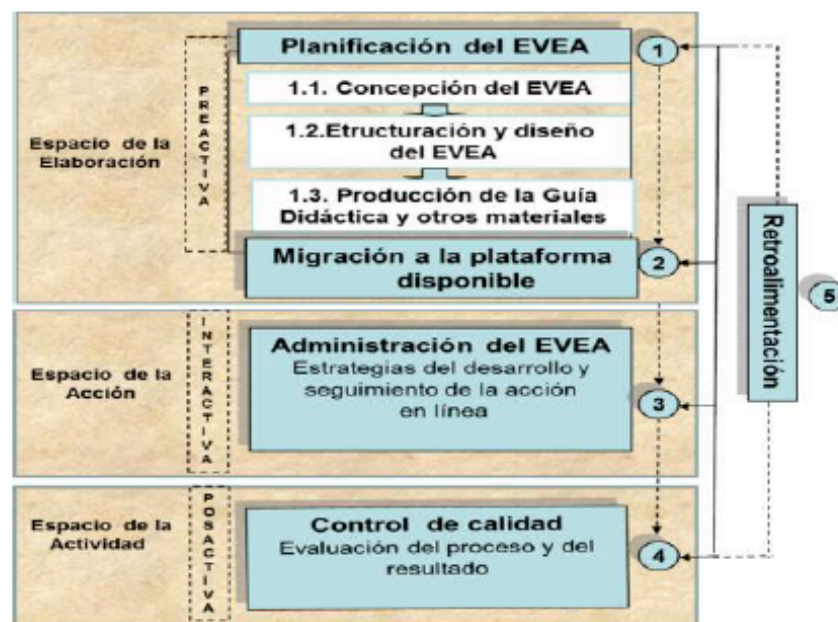 Planificación del EVEA
1
1.1. Concepción del EVEA
1.2.Etructuración y diseño
del EVEA
1.3. Producción de la Guía
Didáctica y otros materiales
Migración a la plataforma
disponible
2
Espacio de la
Elaboración
PREACTIVA
Administración del EVEA
Estrategias del desarrollo y
seguimiento de la acción
en línea
3
Espacio de la
Acción
INTERACTIVA
Control de calidad
Evaluación del proceso y del
resultado
4
Espacio de la
Actividad
POSACTIVA
Retroalimentación
5